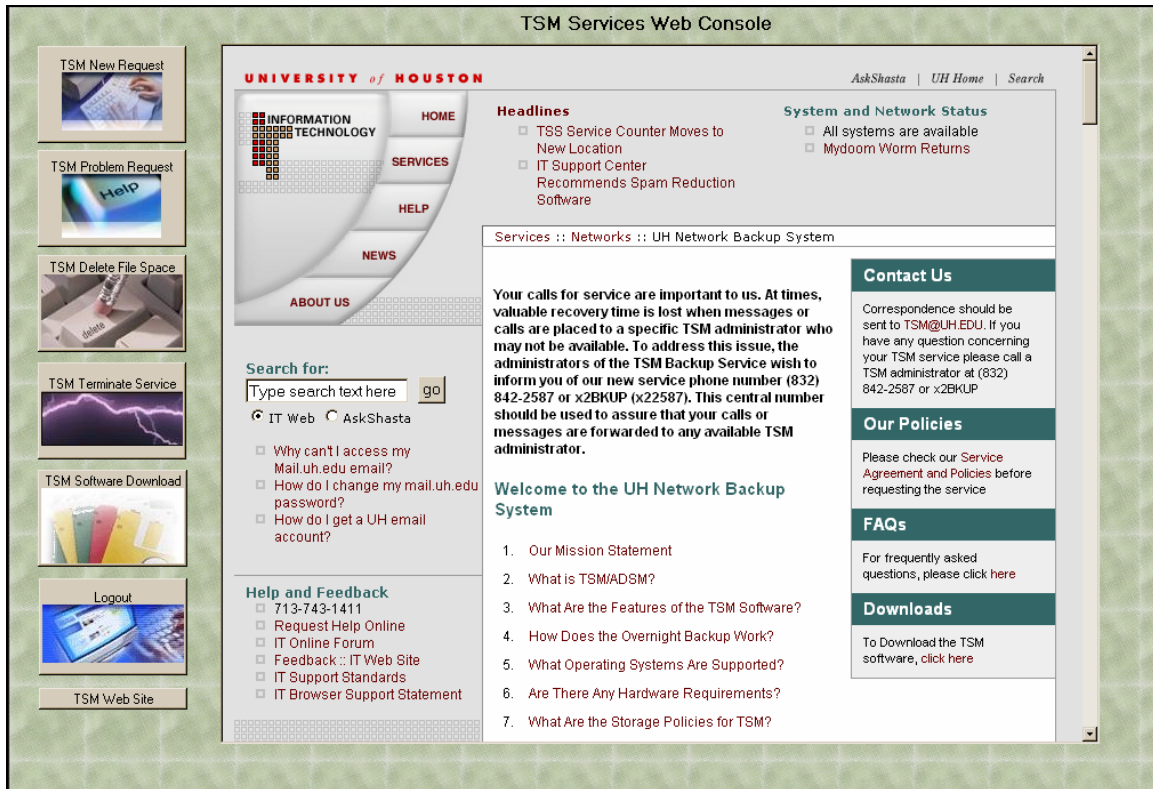 TSM Services Web Console
TSM New Request
TSM Problem Request
Help
TSM Delete File Space
delete
TSM Terminate Service
TSM Software Download
Logout
TSM Web Site
UNIVERSITY of HOUSTON
AskShasta | UH Home | Search
INFORMATION
TECHNOLOGY
HOME
SERVICES
HELP
NEWS
ABOUT US
Headlines
TSS Service Counter Moves to
New Location
IT Support Center
Recommends Spam Reduction
Software
System and Network Status
All systems are available
Mydoom Worm Returns
Search for:
Type search text here go
IT Web AskShasta
Why can't I access my
Mail.uh.edu email?
How do I change my mail.uh.edu
password?
How do I get a UH email
account?
Help and Feedback
713-743-1411
Request Help Online
IT Online Forum
Feedback :: IT Web Site
IT Support Standards
IT Browser Support Statement
Services :: Networks :: UH Network Backup System
Your calls for service are important to us. At times,
valuable recovery time is lost when messages or
calls are placed to a specific TSM administrator who
may not be available. To address this issue, the
administrators of the TSM Backup Service wish to
inform you of our new service phone number (832)
842-2587 or x2BKUP (x22587). This central number
should be used to assure that your calls or
messages are forwarded to any available TSM
administrator.
Welcome to the UH Network Backup
System
1. Our Mission Statement
2. What is TSM/ADSM?
3. What Are the Features of the TSM Software?
4. How Does the Overnight Backup Work?
5. What Operating Systems Are Supported?
6. Are There Any Hardware Requirements?
7. What Are the Storage Policies for TSM?
Contact Us
Correspondence should be
sent to TSM@UH.EDU. If you
have any question concerning
your TSM service please call a
TSM administrator at (832)
842-2587 or x2BKUP
Our Policies
Please check our Service
Agreement and Policies before
requesting the service
FAQs
For frequently asked
questions, please click here
Downloads
To Download the TSM
software, click here